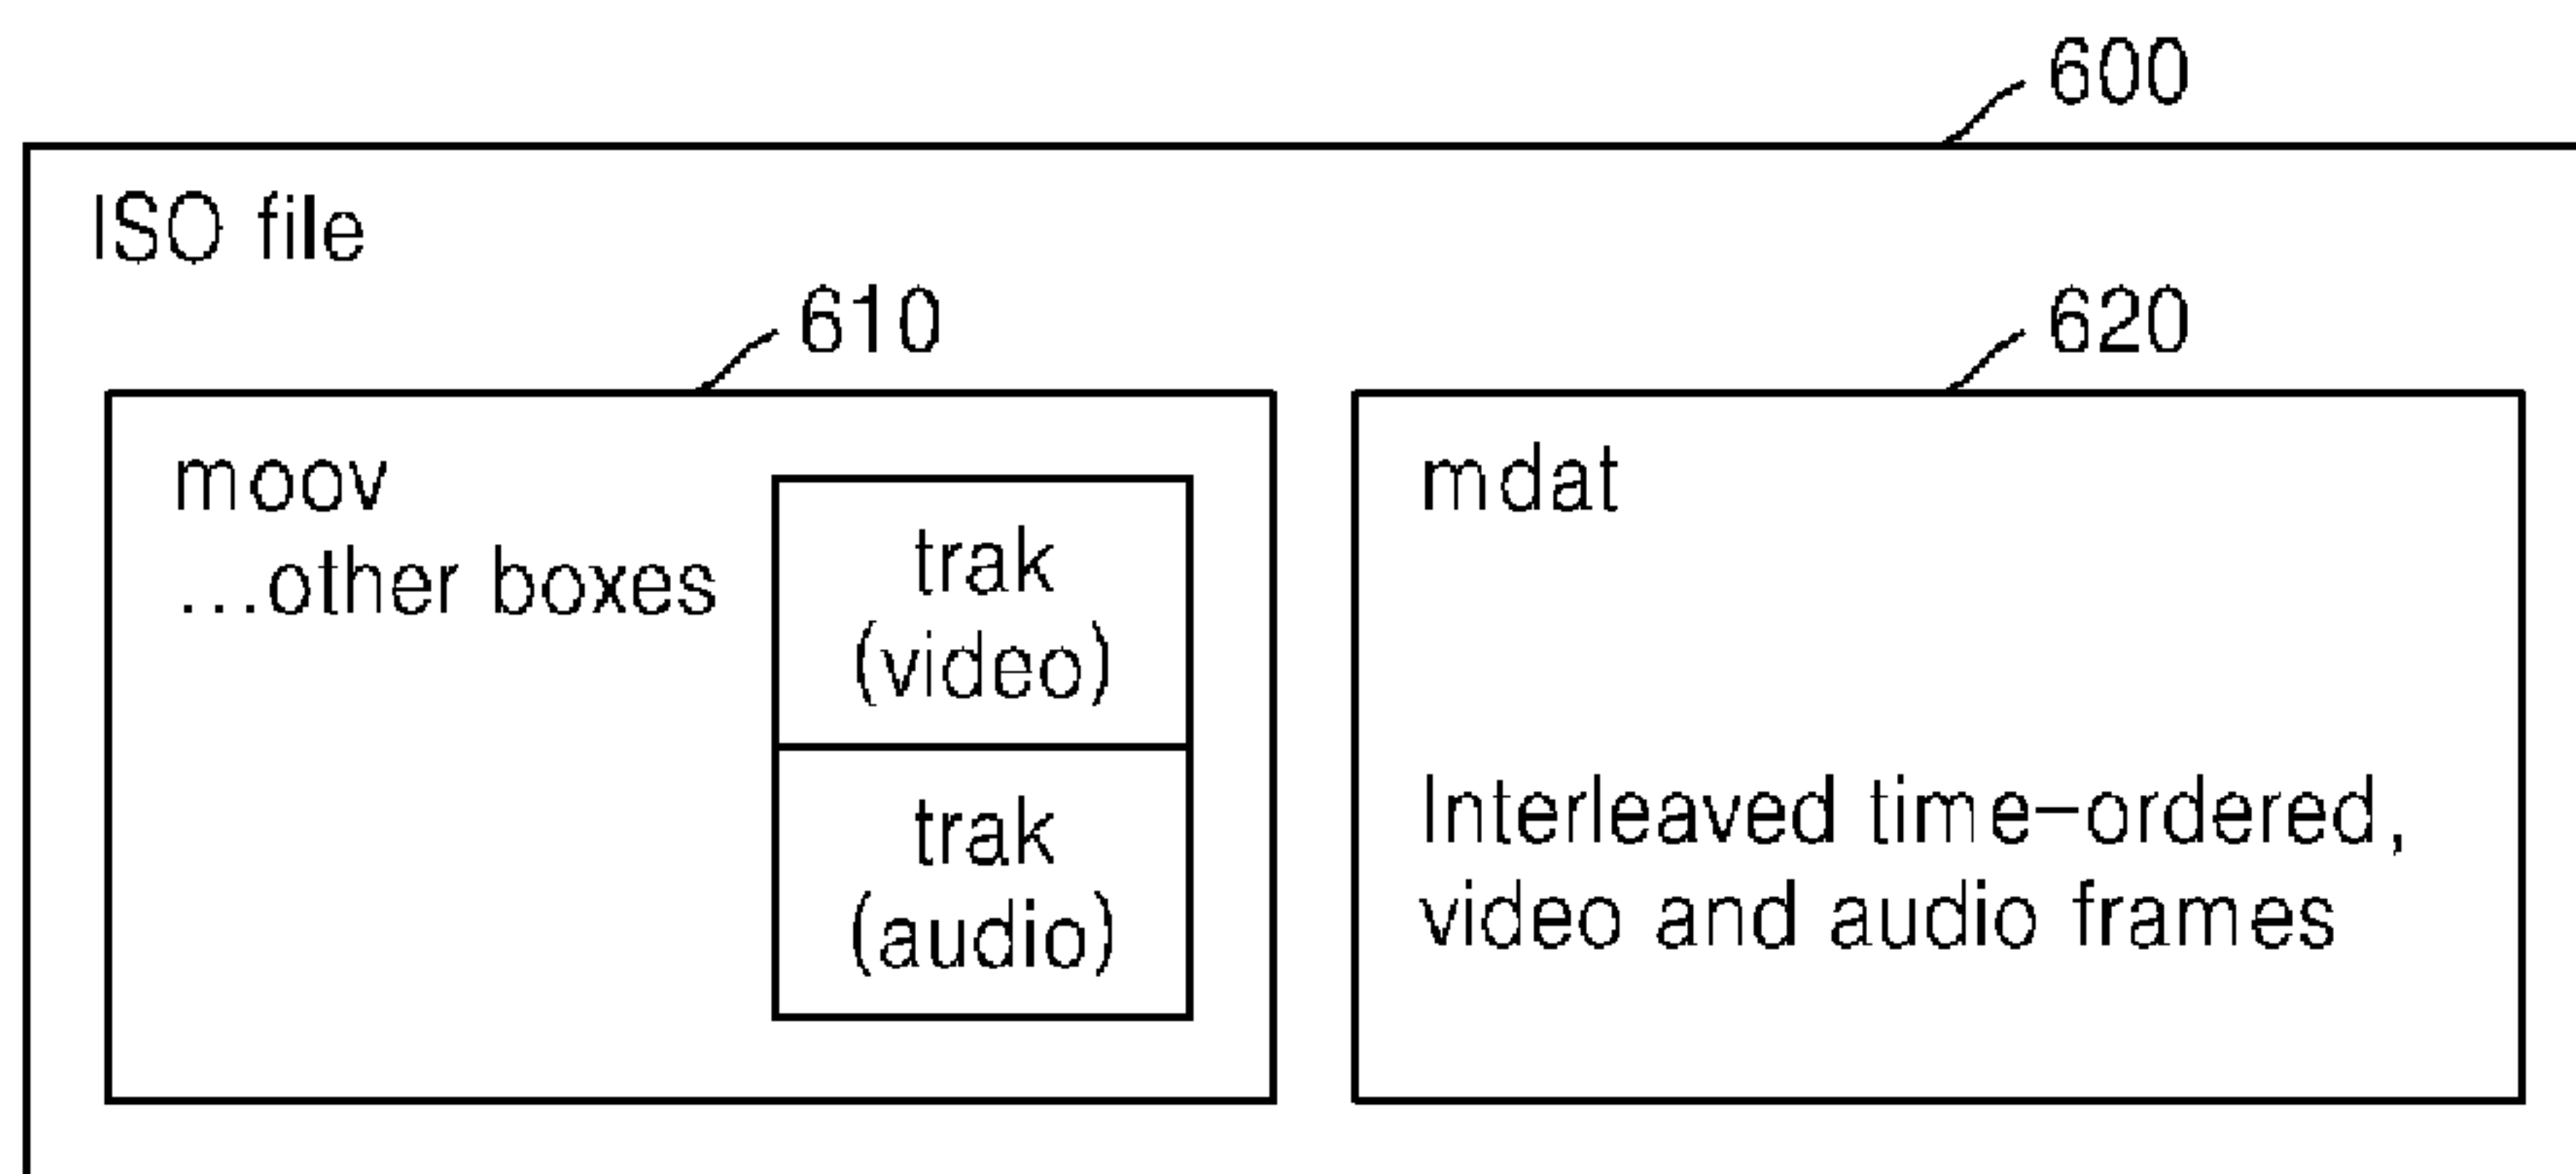 600
ISO file
610
620
moov
...other boxes
trak
(video)
trak
(audio)
mdat
Interleaved time-ordered,
video and audio frames